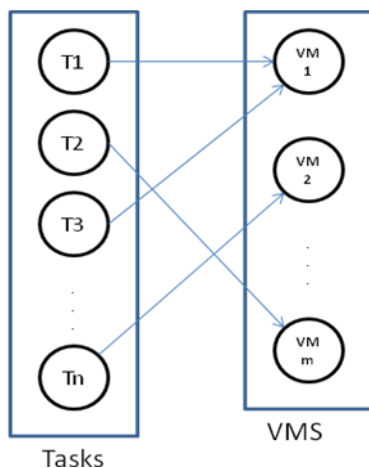 T1
T2
T3
.
.
.
Tn
Tasks
VM
1
VM
2
.
.
.
VM
m
VMS